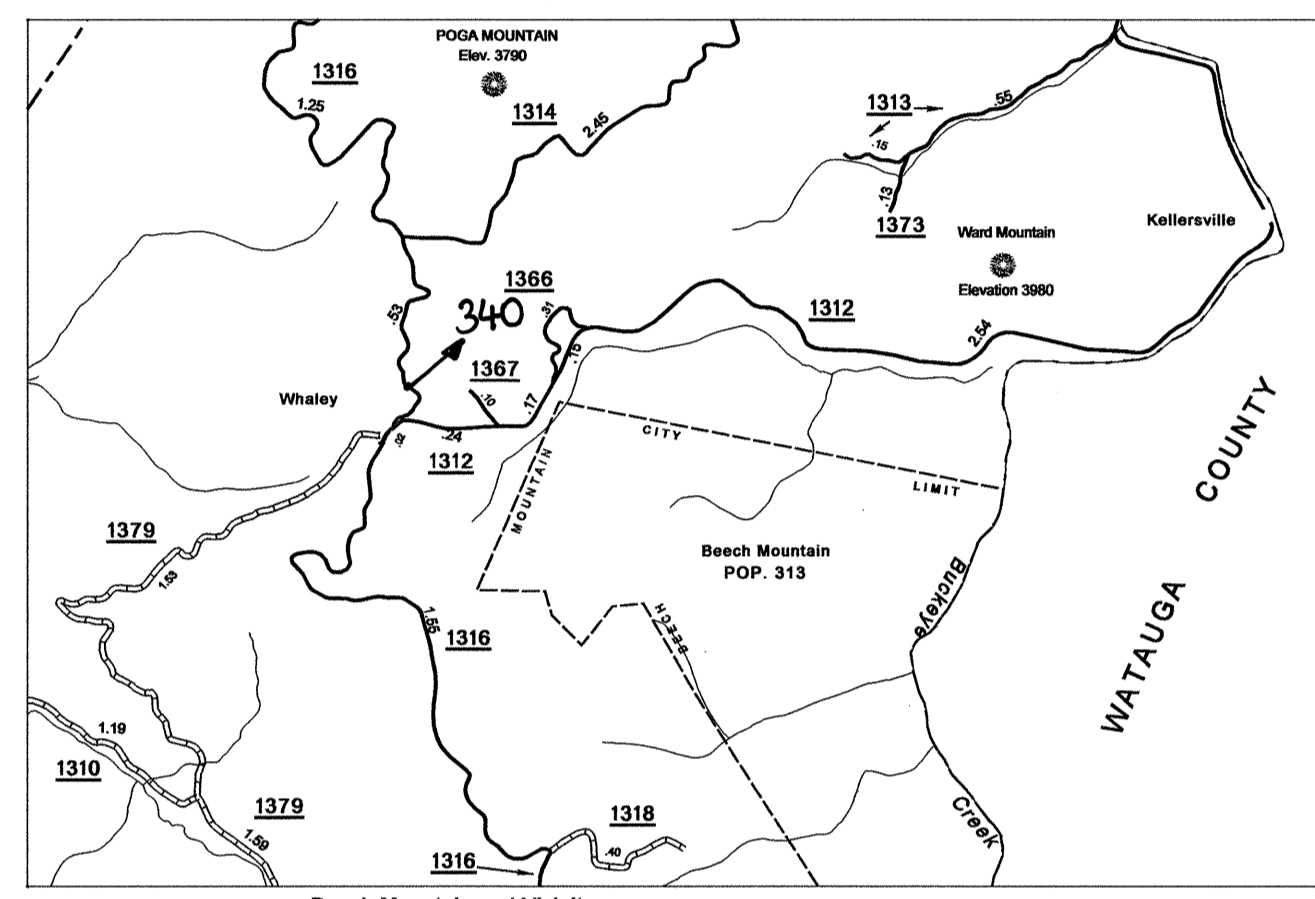 POGA MOUNTAIN
Elev. 3790
1316
1.25
1314
2.45
1313
.55
.15
.13
1373
Kellersville
Ward Mountain
Elevation 3980
1366
.53
340
.31
1312
2.54
.15
1367
.10
Whaley
.17
.02
.24
1312
CITY
LIMIT
MOUNTAIN
WATAUGA COUNTY
1379
1.53
Beech Mountain
POP. 313
Buckeye
BEECH
1.55
1316
1.19
1310
1379
1.59
1318
.40
Creek
1316